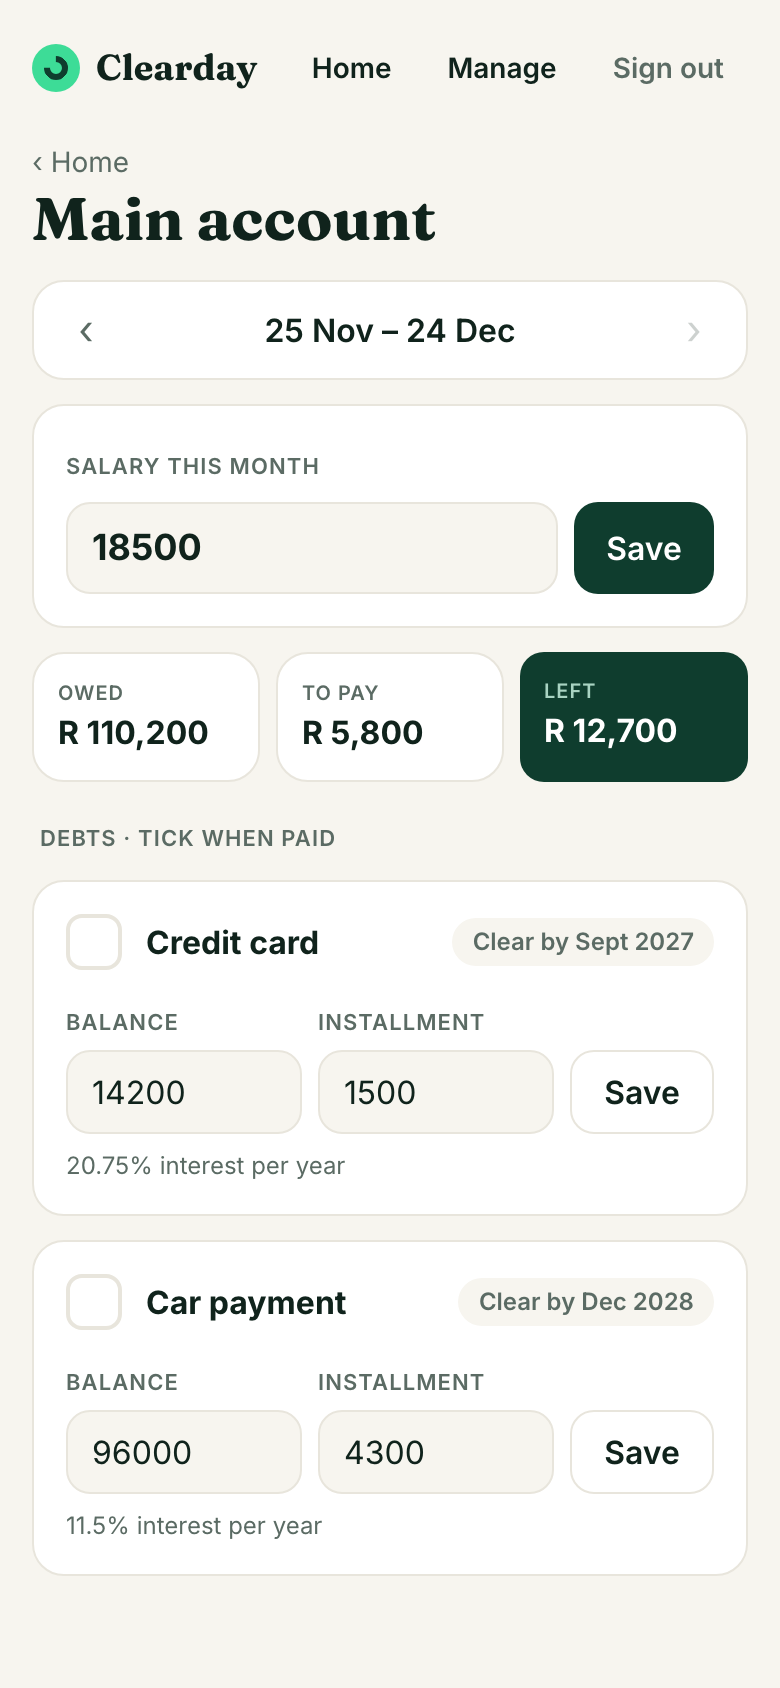 Clearday Home Manage Sign out
‹ Home
Main account
‹ 25 Nov – 24 Dec ›
SALARY THIS MONTH
18500 Save
OWED TO PAY LEFT
R 110,200 R 5,800 R 12,700
DEBTS · TICK WHEN PAID
Credit card Clear by Sept 2027
BALANCE INSTALLMENT
14200 1500 Save
20.75% interest per year
Car payment Clear by Dec 2028
BALANCE INSTALLMENT
96000 4300 Save
11.5% interest per year